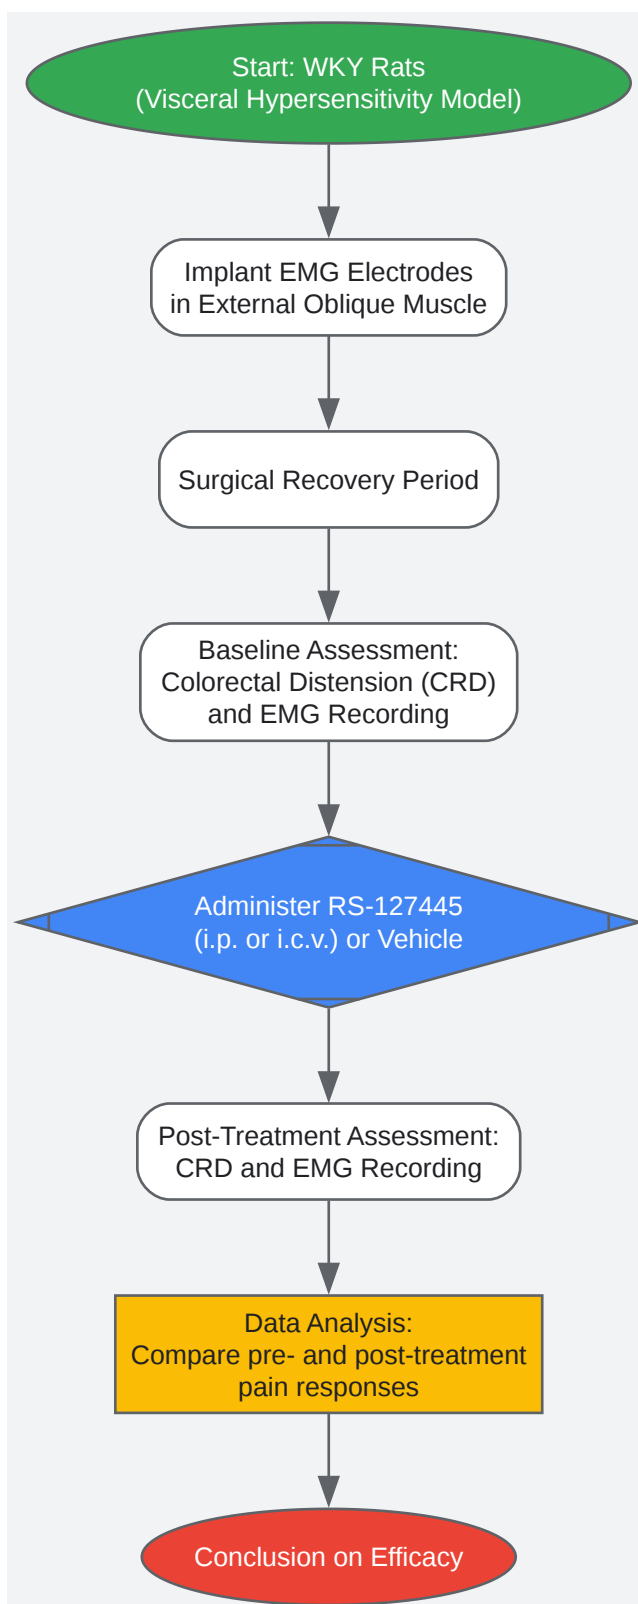 Start: WKY Rats
(Visceral Hypersensitivity Model)
Implant EMG Electrodes
in External Oblique Muscle
Surgical Recovery Period
Baseline Assessment:
Colorectal Distension (CRD)
and EMG Recording
Administer RS-127445
(i.p. or i.c.v.) or Vehicle
Post-Treatment Assessment:
CRD and EMG Recording
Data Analysis:
Compare pre- and post-treatment
pain responses
Conclusion on Efficacy